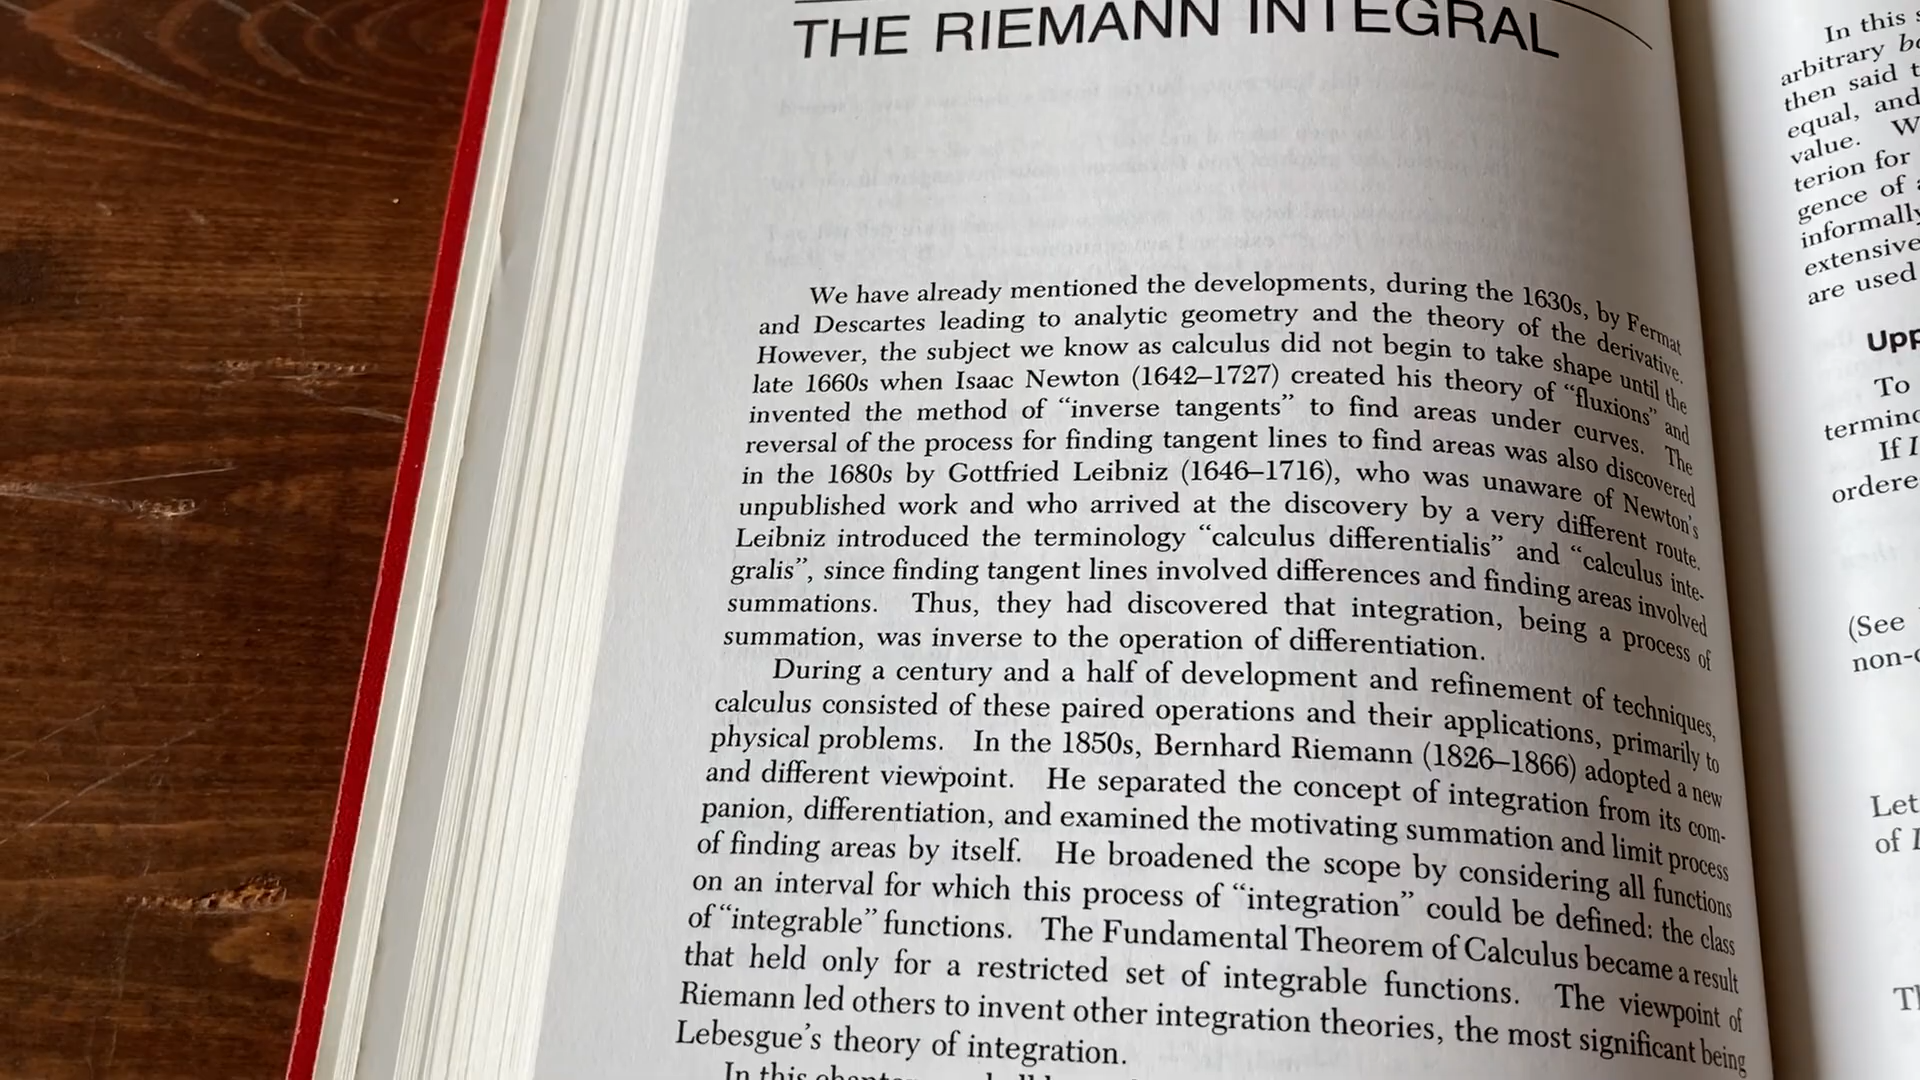 THE RIEMANN INTEGRAL
We have already mentioned the developments, during the 1630s, by Fermat
and Descartes leading to analytic geometry and the theory of the derivative.
However, the subject we know as calculus did not begin to take shape until the
late 1660s when Isaac Newton (1642–1727) created his theory of “fluxions” and
invented the method of “inverse tangents” to find areas under curves. The
reversal of the process for finding tangent lines to find areas was also discovered
in the 1680s by Gottfried Leibniz (1646–1716), who was unaware of Newton’s
unpublished work and who arrived at the discovery by a very different route.
Leibniz introduced the terminology “calculus differentialis” and “calculus inte-
gralis”, since finding tangent lines involved differences and finding areas involved
summations. Thus, they had discovered that integration, being a process of
summation, was inverse to the operation of differentiation.
During a century and a half of development and refinement of techniques,
calculus consisted of these paired operations and their applications, primarily to
physical problems. In the 1850s, Bernhard Riemann (1826–1866) adopted a new
and different viewpoint. He separated the concept of integration from its com-
panion, differentiation, and examined the motivating summation and limit process
of finding areas by itself. He broadened the scope by considering all functions
on an interval for which this process of “integration” could be defined: the class
of “integrable” functions. The Fundamental Theorem of Calculus became a result
that held only for a restricted set of integrable functions. The viewpoint of
Riemann led others to invent other integration theories, the most significant being
Lebesgue’s theory of integration.
In this
In this
arbitrary
then said
equal, and
value.
terion for
gence of
informally
extensive
are used
Upp
To
termino
If I
ordere
(See
non-
Let
of I